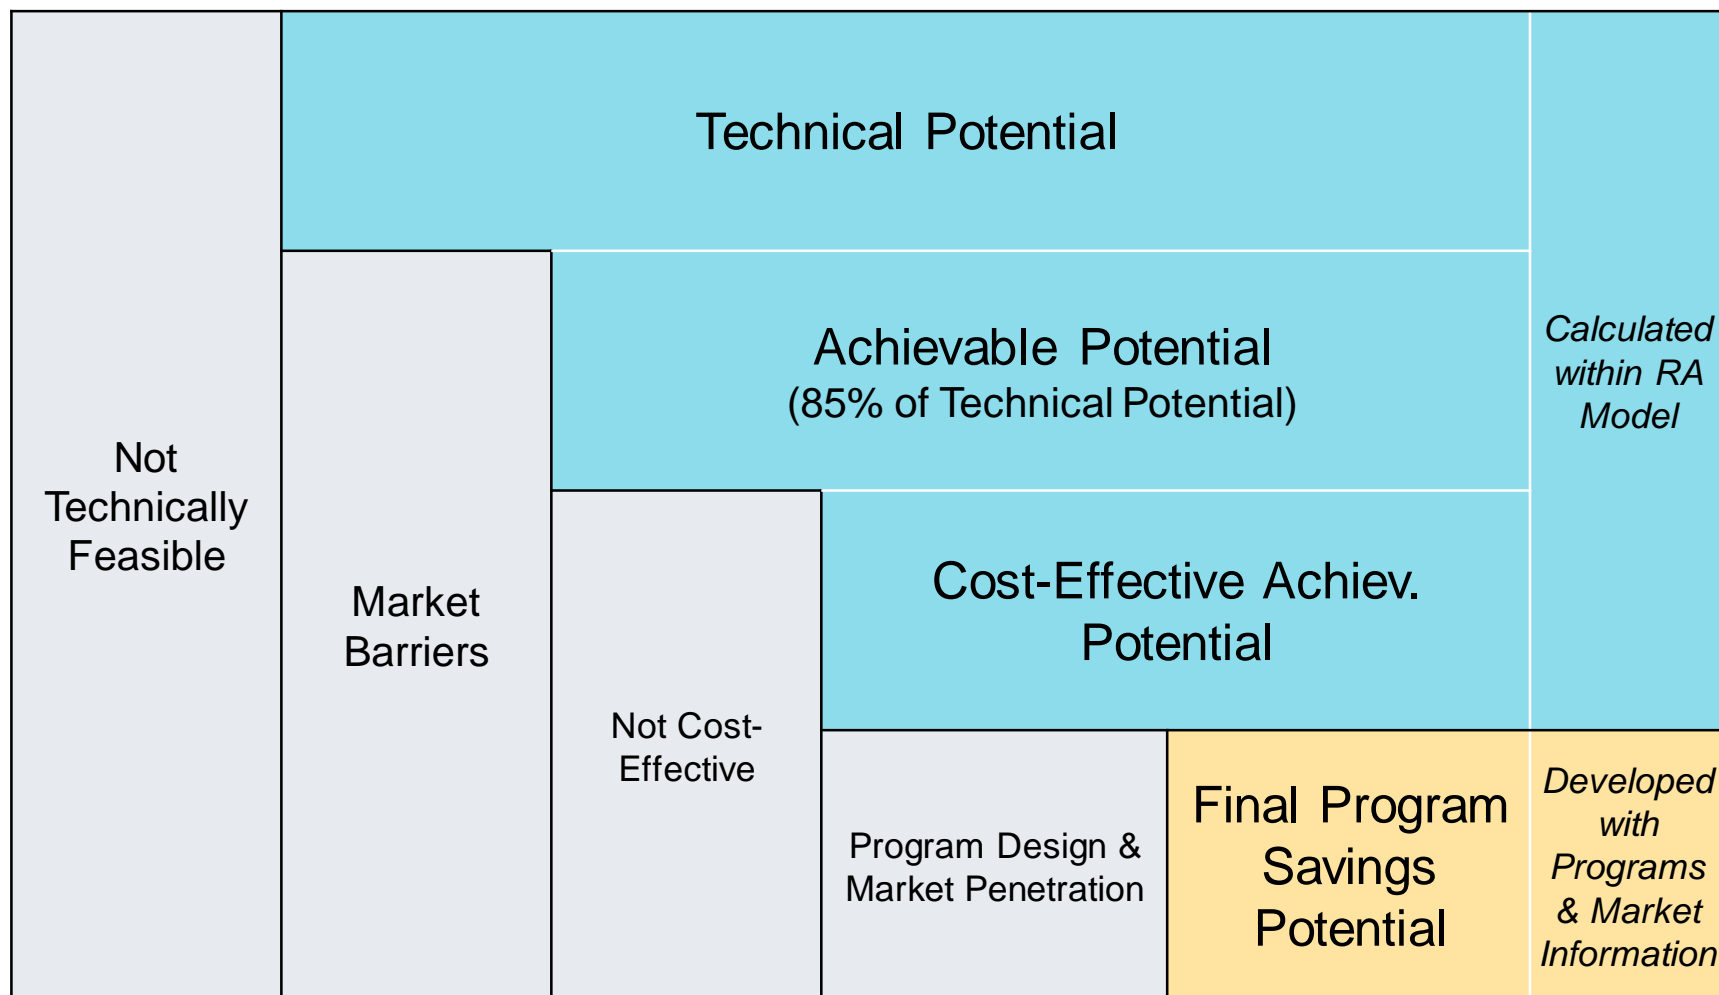 Technical Potential
Achievable Potential
(85% of Technical Potential)
Calculated
within RA
Model
Not
Technically
Feasible
Market
Barriers
Cost-Effective Achiev.
Potential
Not Cost-
Effective
Program Design &
Market Penetration
Final Program
Savings
Potential
Developed
with
Programs
& Market
Information